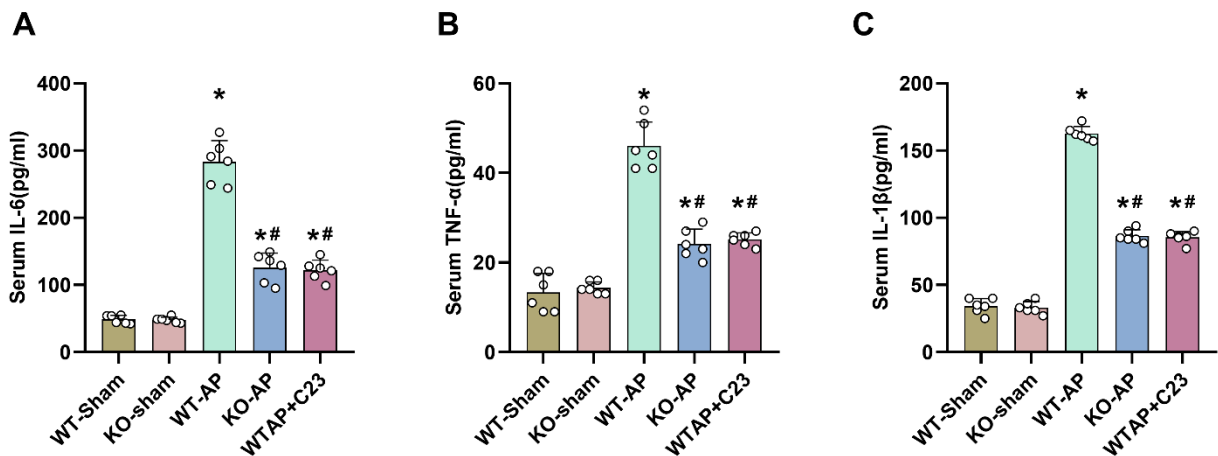 A
Serum IL-6(pg/ml)
400
300
200
100
0
*
*#
*#
WT-Sham
KO-sham
WT-AP
KO-AP
WTAP+C23
B
Serum TNF-α(pg/ml)
60
40
20
0
*
*#
*#
WT-Sham
KO-sham
WT-AP
KO-AP
WTAP+C23
C
Serum IL-1β(pg/ml)
200
150
100
50
0
*
*#
*#
WT-Sham
KO-sham
WT-AP
KO-AP
WTAP+C23